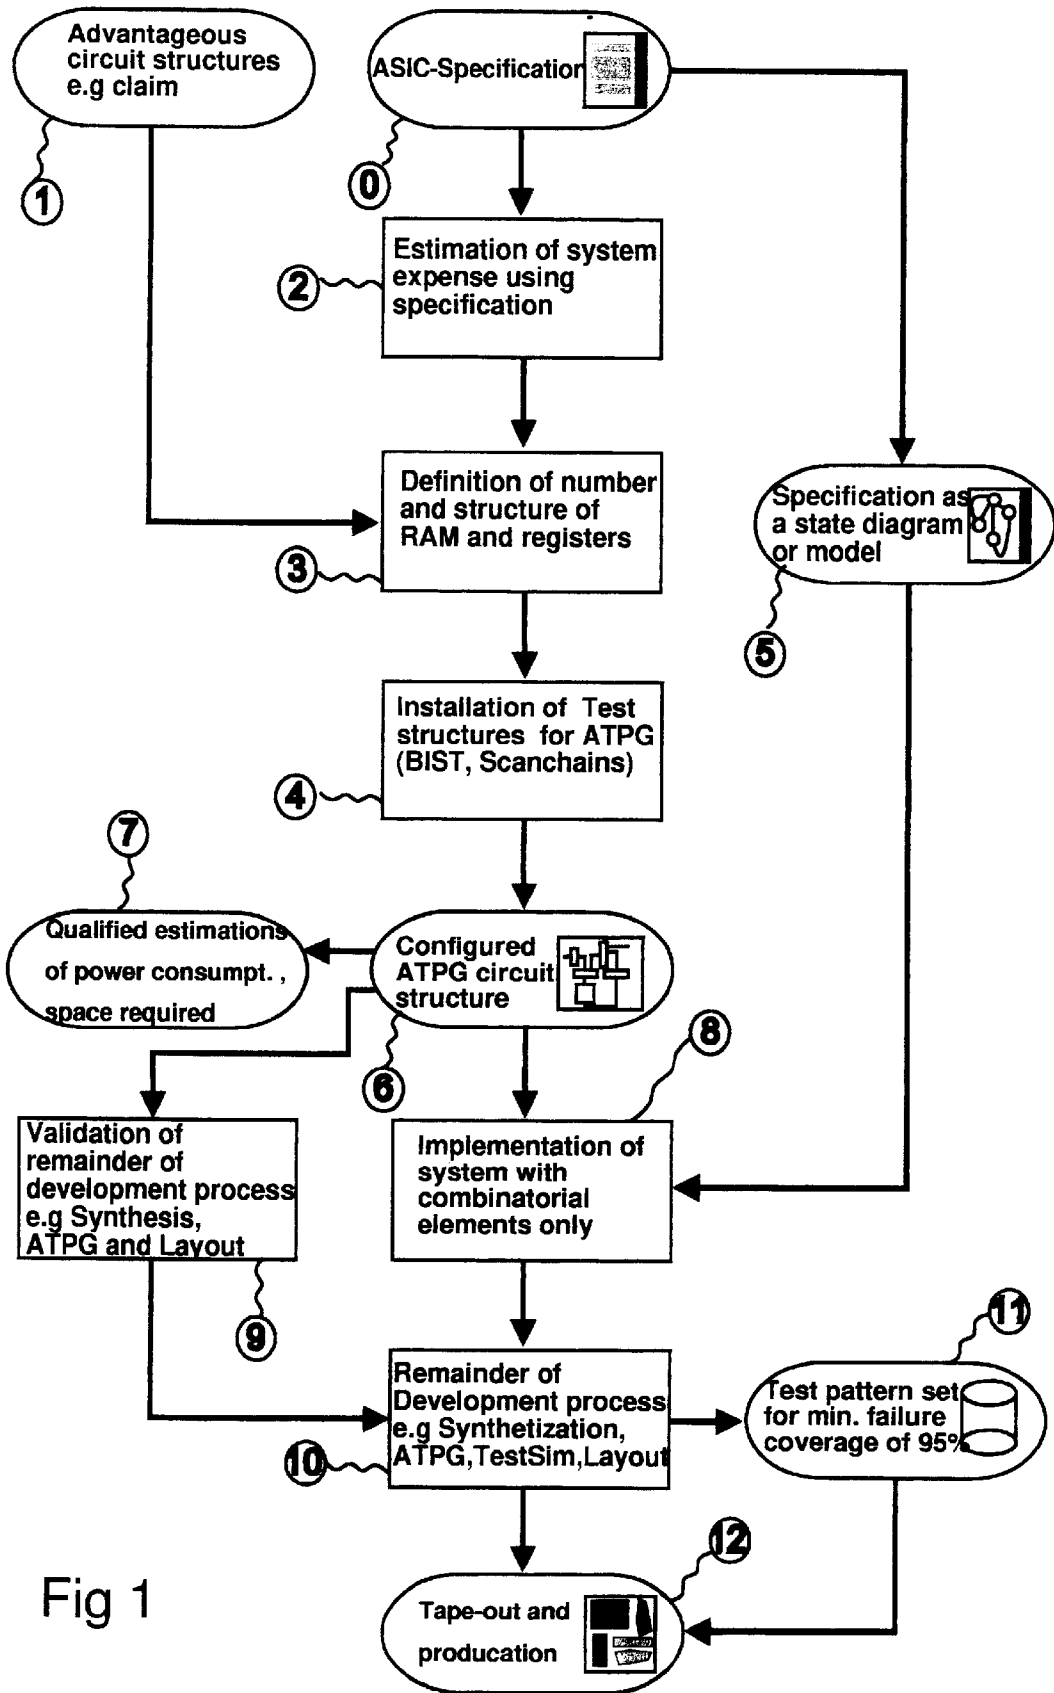 Advantageous
circuit structures
e.g claim
1
ASIC-Specification
0
Estimation of system
expense using
specification
2
Definition of number
and structure of
RAM and registers
3
Specification as
a state diagram
or model
5
Installation of Test
structures for ATPG
(BIST, Scanchains)
4
7
Qualified estimations
of power consumpt. ,
space required
Configured
ATPG circuit
structure
6
8
Validation of
remainder of
development process
e.g Synthesis,
ATPG and Layout
9
Implementation of
system with
combinatorial
elements only
Remainder of
Development process
e.g Synthetization,
ATPG,TestSim,Layout
10
11
Test pattern set
for min. failure
coverage of 95%
12
Tape-out and
producation
Fig 1